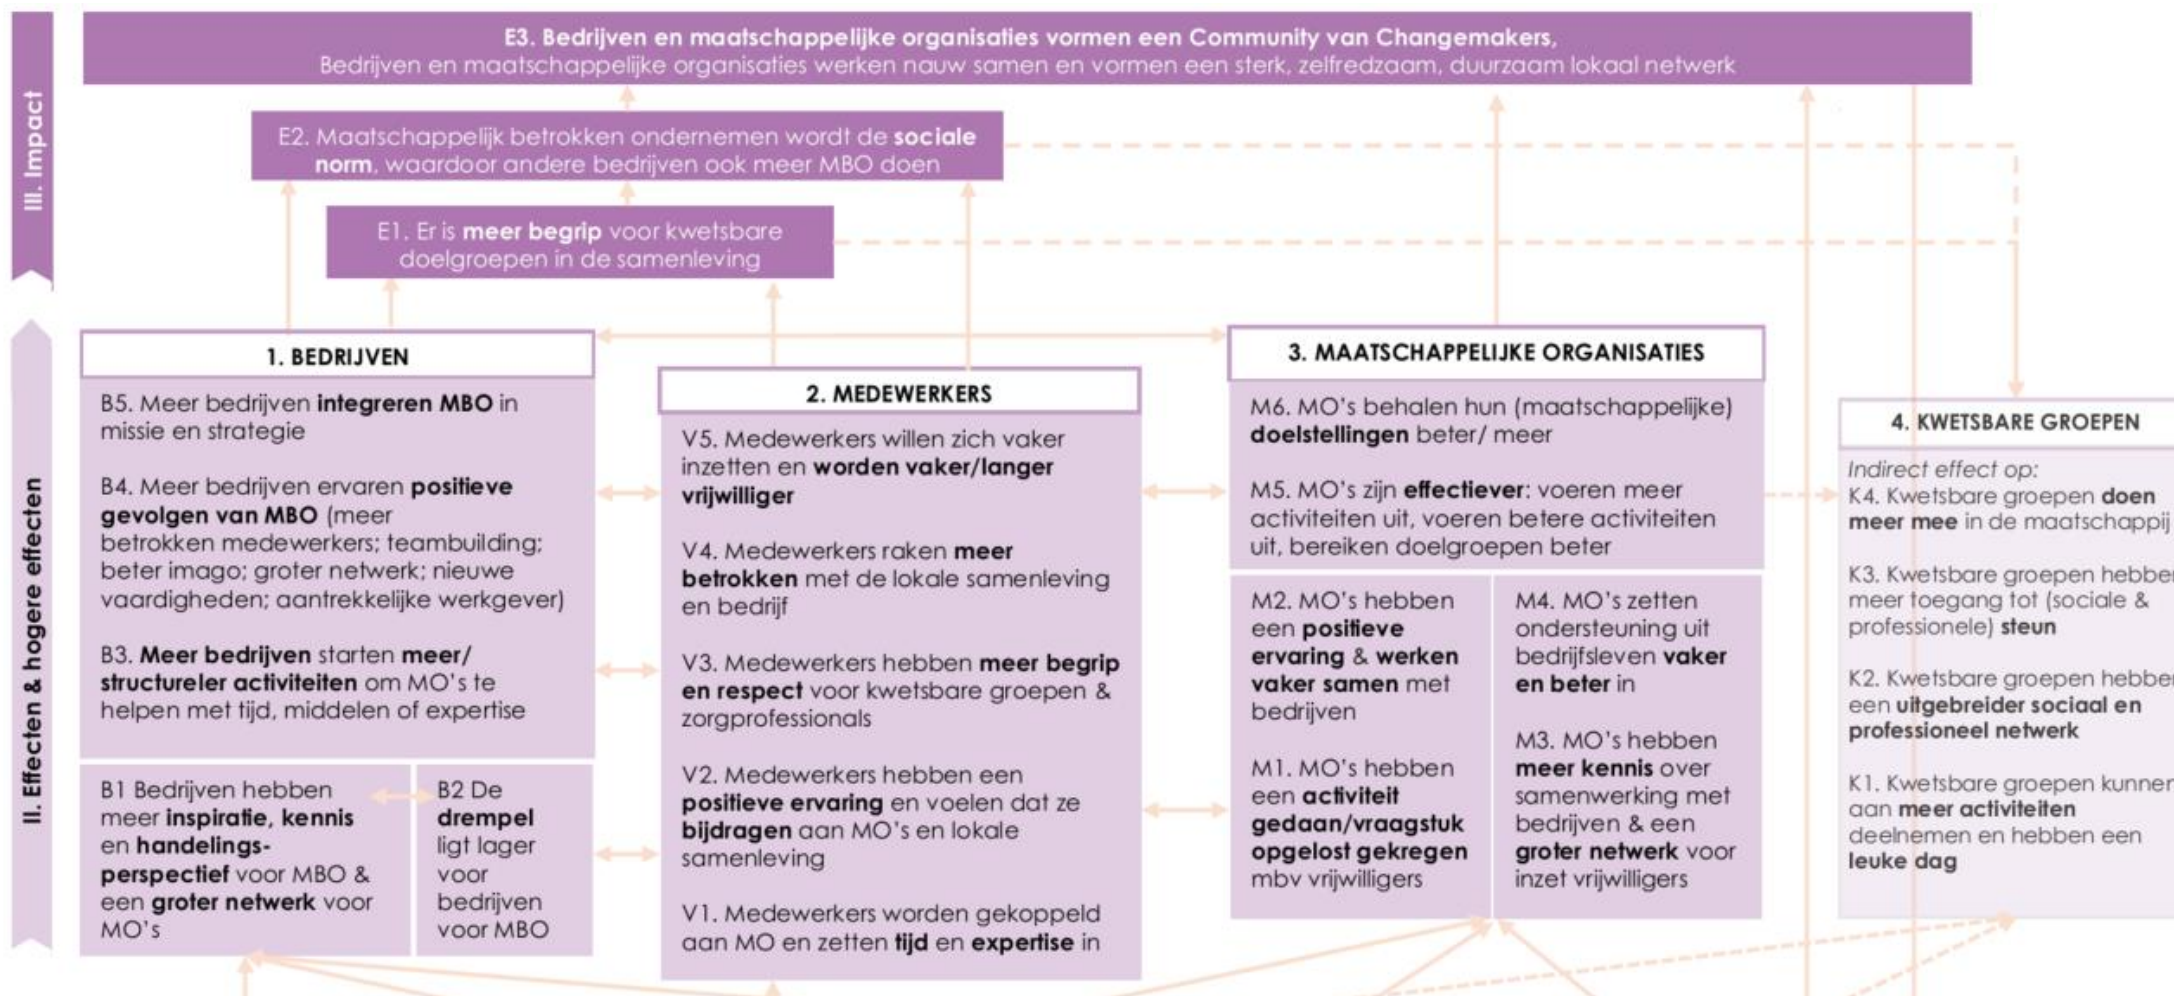 III. Impact
E3. Bedrijven en maatschappelijke organisaties vormen een Community van Changemakers,
Bedrijven en maatschappelijke organisaties werken nauw samen en vormen een sterk, zelfredzaam, duurzaam lokaal netwerk
E2. Maatschappelijk betrokken ondernemen wordt de sociale
norm, waardoor andere bedrijven ook meer MBO doen
E1. Er is meer begrip voor kwetsbare
doelgroepen in de samenleving
II. Effecten & hogere effecten
1. BEDRIJVEN
B5. Meer bedrijven integreren MBO in
missie en strategie
B4. Meer bedrijven ervaren positieve
gevolgen van MBO (meer
betrokken medewerkers; teambuilding;
beter imago; groter netwerk; nieuwe
vaardigheden; aantrekkelijke werkgever)
B3. Meer bedrijven starten meer/
structureler activiteiten om MO's te
helpen met tijd, middelen of expertise
B1 Bedrijven hebben
meer inspiratie, kennis
en handelings-
perspectief voor MBO &
een groter netwerk voor
MO's
B2 De
drempel
ligt lager
voor
bedrijven
voor MBO
2. MEDEWERKERS
V5. Medewerkers willen zich vaker
inzetten en worden vaker/langer
vrijwilliger
V4. Medewerkers raken meer
betrokken met de lokale samenleving
en bedrijf
V3. Medewerkers hebben meer begrip
en respect voor kwetsbare groepen &
zorgprofessionals
V2. Medewerkers hebben een
positieve ervaring en voelen dat ze
bijdragen aan MO's en lokale
samenleving
V1. Medewerkers worden gekoppeld
aan MO en zetten tijd en expertise in
3. MAATSCHAPPELIJKE ORGANISATIES
M6. MO's behalen hun (maatschappelijke)
doelstellingen beter/ meer
M5. MO's zijn effectiever: voeren meer
activiteiten uit, voeren betere activiteiten
uit, bereiken doelgroepen beter
M2. MO's hebben
een positieve
ervaring & werken
vaker samen met
bedrijven
M1. MO's hebben
een activiteit
gedaan/vraagstuk
opgelost gekregen
mbv vrijwilligers
M4. MO's zetten
ondersteuning uit
bedrijfsleven vaker
en beter in
M3. MO's hebben
meer kennis over
samenwerking met
bedrijven & een
groter netwerk voor
inzet vrijwilligers
4. KWETSBARE GROEPEN
Indirect effect op:
K4. Kwetsbare groepen doen
meer mee in de maatschappij
K3. Kwetsbare groepen hebben
meer toegang tot (sociale &
professionele) steun
K2. Kwetsbare groepen hebben
een uitgebreider sociaal en
professioneel netwerk
K1. Kwetsbare groepen kunnen
aan meer activiteiten
deelnemen en hebben een
leuke dag